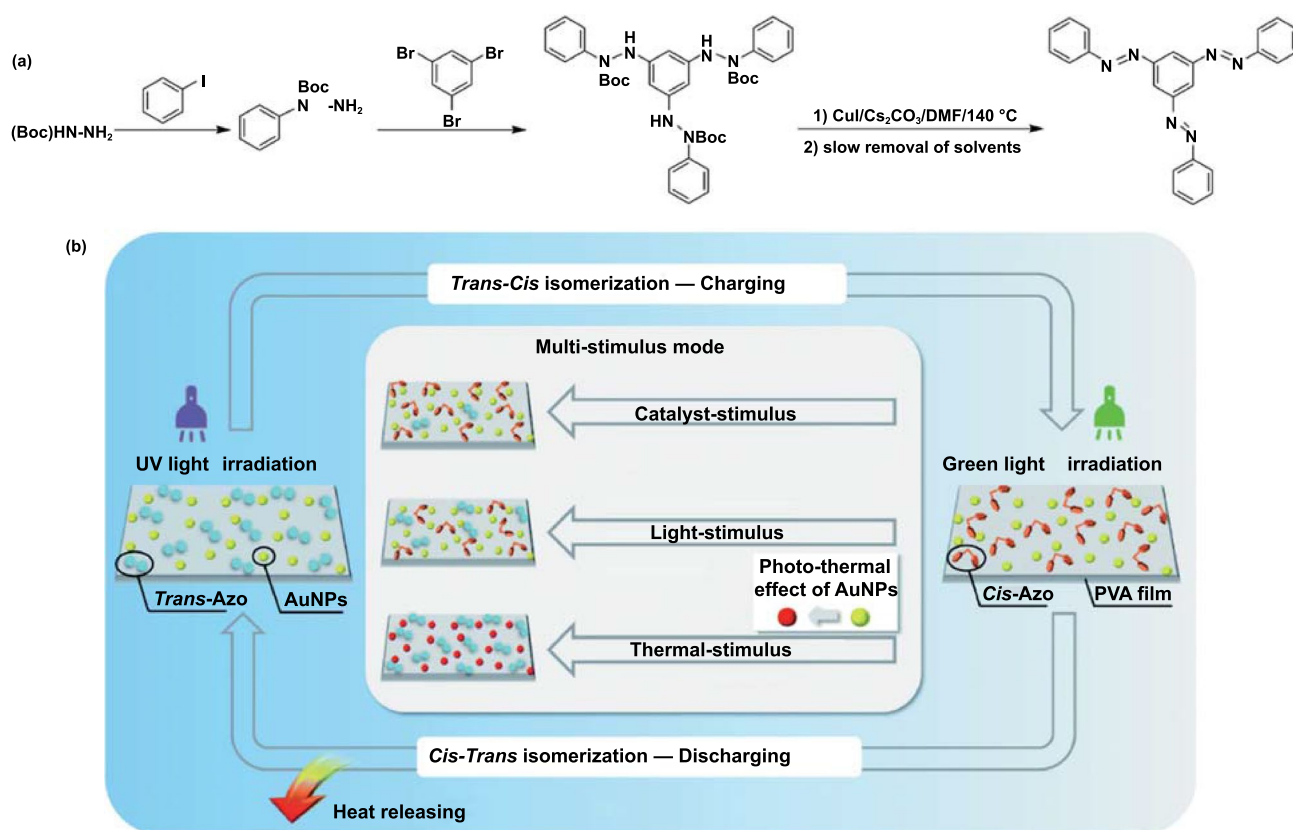 (a)
I
Boc
N
-NH₂
(Boc)HN-NH₂
Br
Br
Br
H
N
N
Boc
H
N
N
Boc
HN
N
Boc
1) CuI/Cs₂CO₃/DMF/140 °C
2) slow removal of solvents
N
N
N
N
N
N
(b)
Trans-Cis isomerization — Charging
Multi-stimulus mode
Catalyst-stimulus
UV light irradiation
Green light irradiation
Light-stimulus
Photo-thermal
effect of AuNPs
Trans-Azo
AuNPs
Cis-Azo
PVA film
Thermal-stimulus
Cis-Trans isomerization — Discharging
Heat releasing